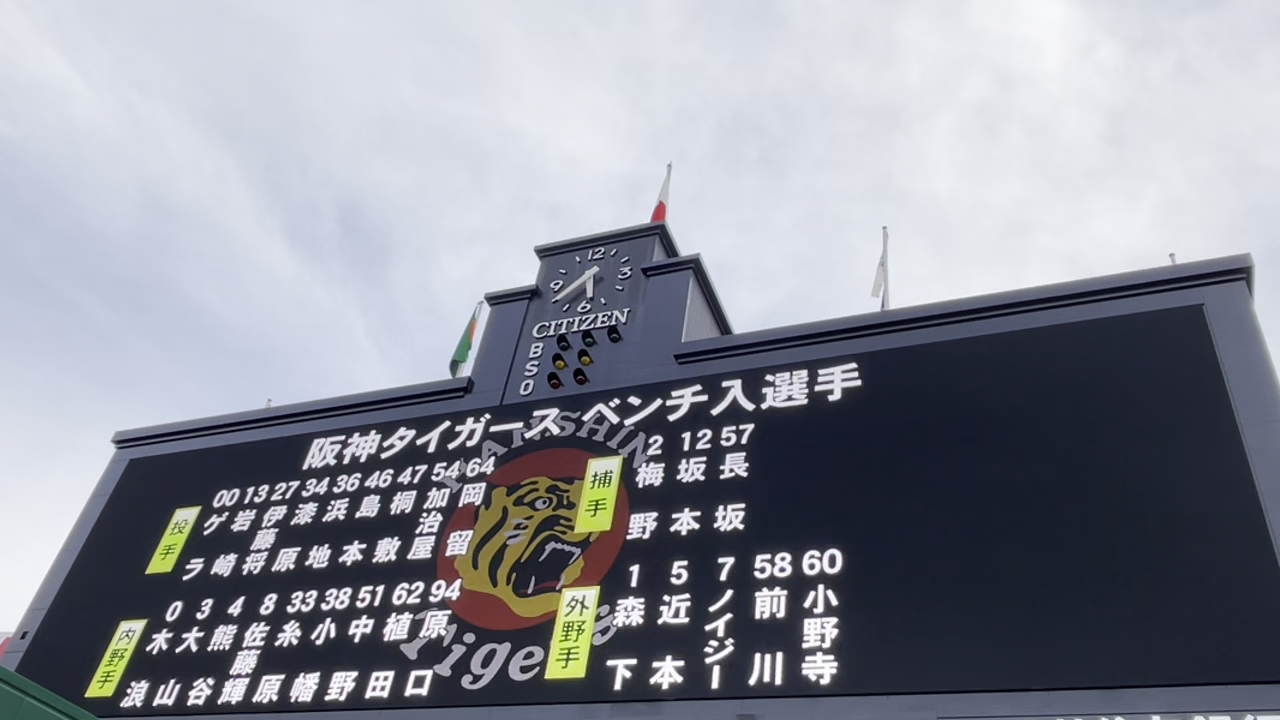 12
9 3
6
CITIZEN
B
S
O
阪神タイガース ベンチ入選手
HANSHIN
Tigers
投手
00 ゲラ
13 岩崎
27 伊藤将
34 漆原
36 浜地
46 島本
47 桐敷
54 加治屋
64 岡留
捕手
2 梅野
12 坂本
57 長坂
内野手
0 木浪
3 大山
4 熊谷
8 佐藤輝
33 糸原
38 小幡
51 中野
62 植田
94 原口
外野手
1 森下
5 近本
7 ノイジー
58 前川
60 小野寺